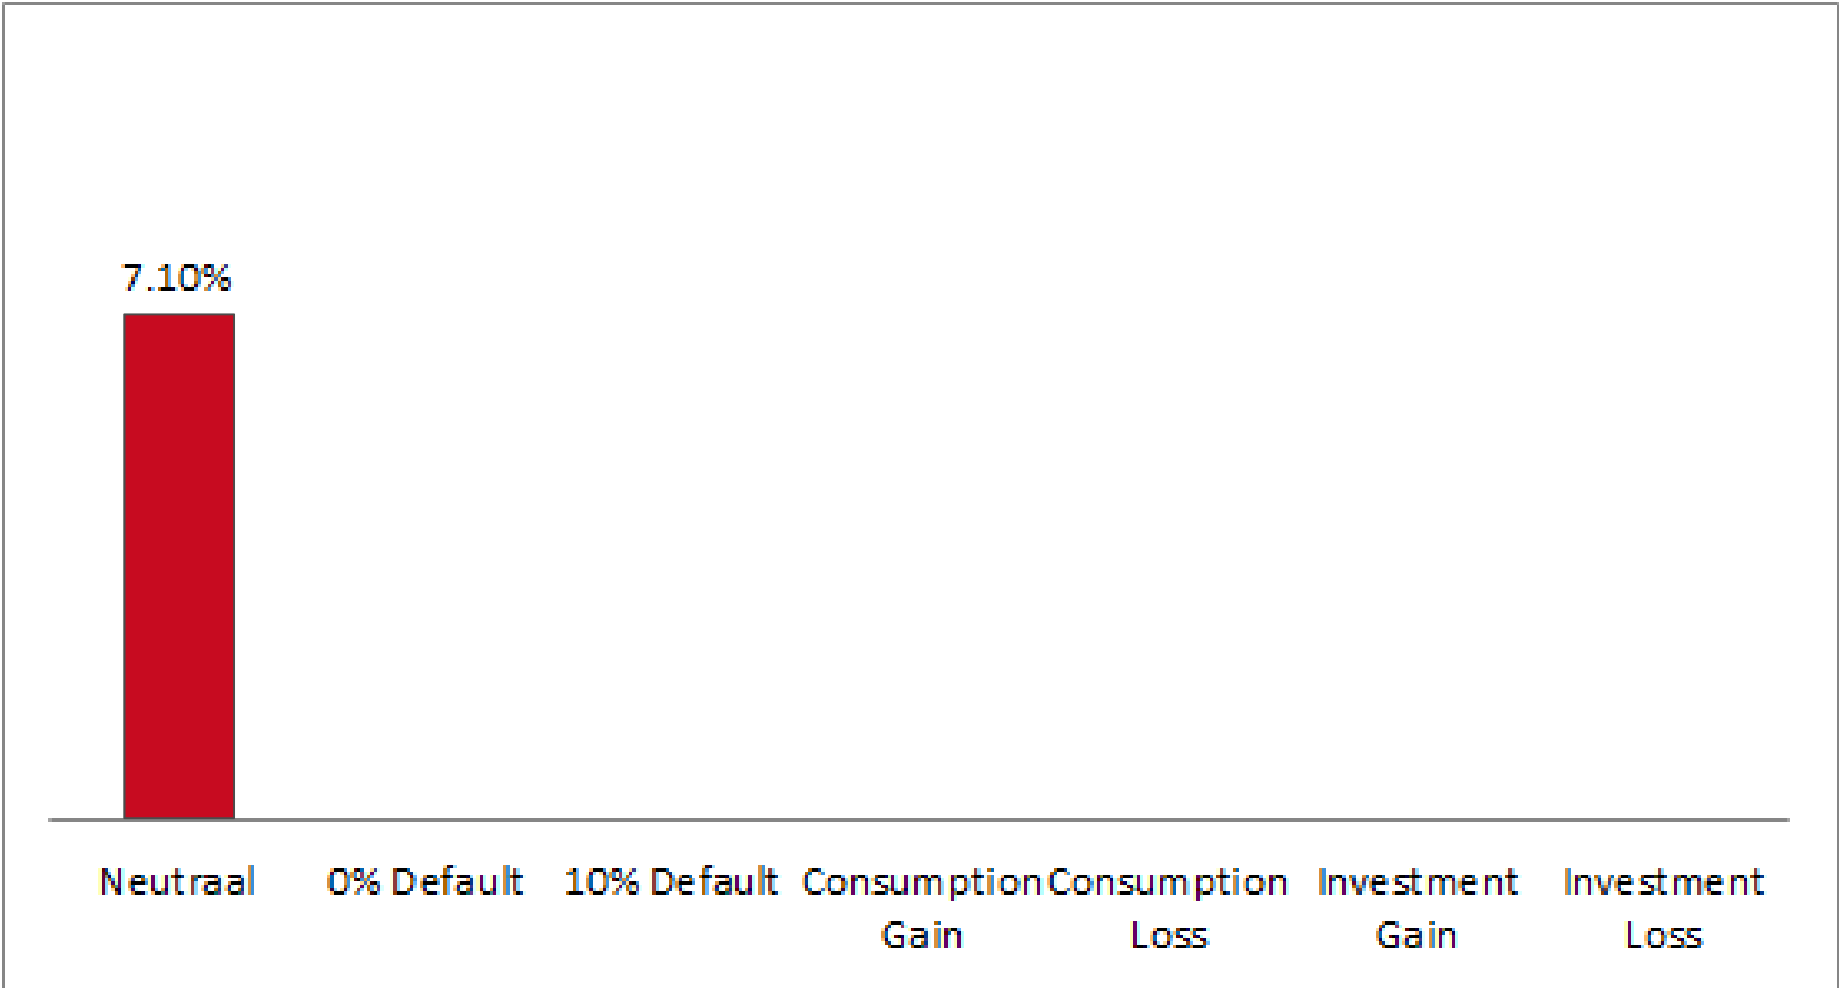 7.10%
Neutraal 0% Default 10% Default Consumption Consumption Investment Investment
Gain Loss Gain Loss